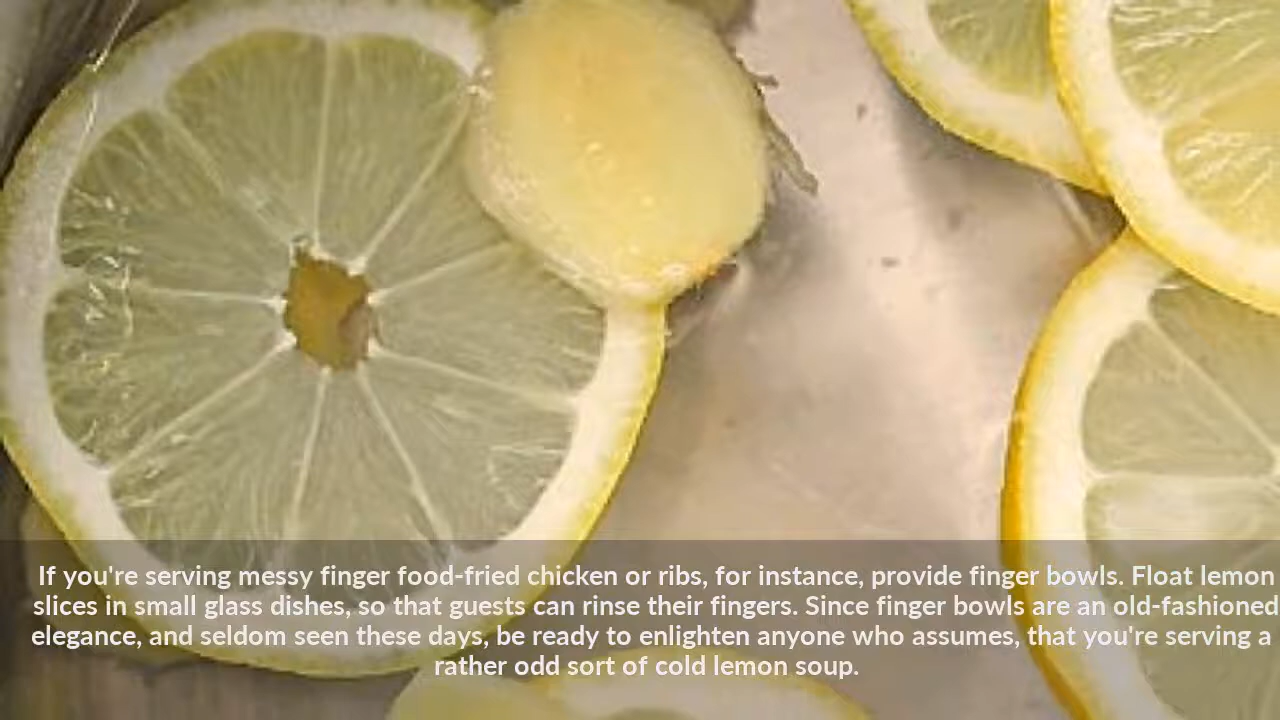 If you're serving messy finger food-fried chicken or ribs, for instance, provide finger bowls. Float lemon
slices in small glass dishes, so that guests can rinse their fingers. Since finger bowls are an old-fashioned
elegance, and seldom seen these days, be ready to enlighten anyone who assumes, that you're serving a
rather odd sort of cold lemon soup.